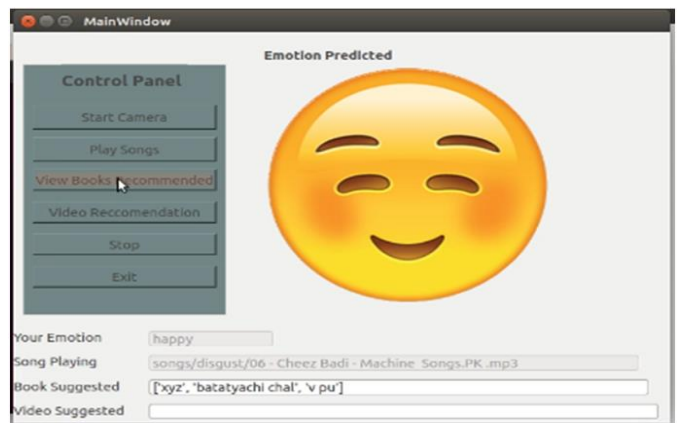 MainWindow
Emotion Predicted
Control Panel
Start Camera
Play Songs
View Books Recommended
Video Reccomendation
Stop
Exit
Your Emotion happy
Song Playing songs/disgust/06 - Cheez Badi - Machine Songs.PK .mp3
Book Suggested ['xyz', 'batatyachi chal', 'v pu']
Video Suggested